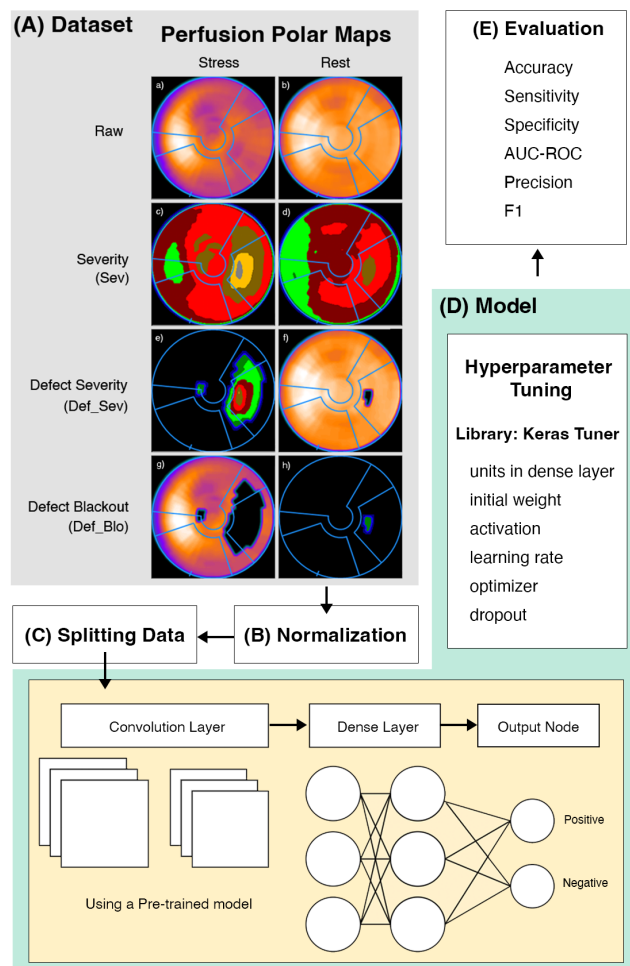 (A) Dataset
Perfusion Polar Maps
Stress
Rest
Raw
a)
b)
Severity
(Sev)
c)
d)
Defect Severity
(Def_Sev)
e)
f)
Defect Blackout
(Def_Blo)
g)
h)
(B) Normalization
(C) Splitting Data
(D) Model
Hyperparameter
Tuning
Library: Keras Tuner
units in dense layer
initial weight
activation
learning rate
optimizer
dropout
Convolution Layer
Dense Layer
Output Node
Using a Pre-trained model
Positive
Negative
(E) Evaluation
Accuracy
Sensitivity
Specificity
AUC-ROC
Precision
F1